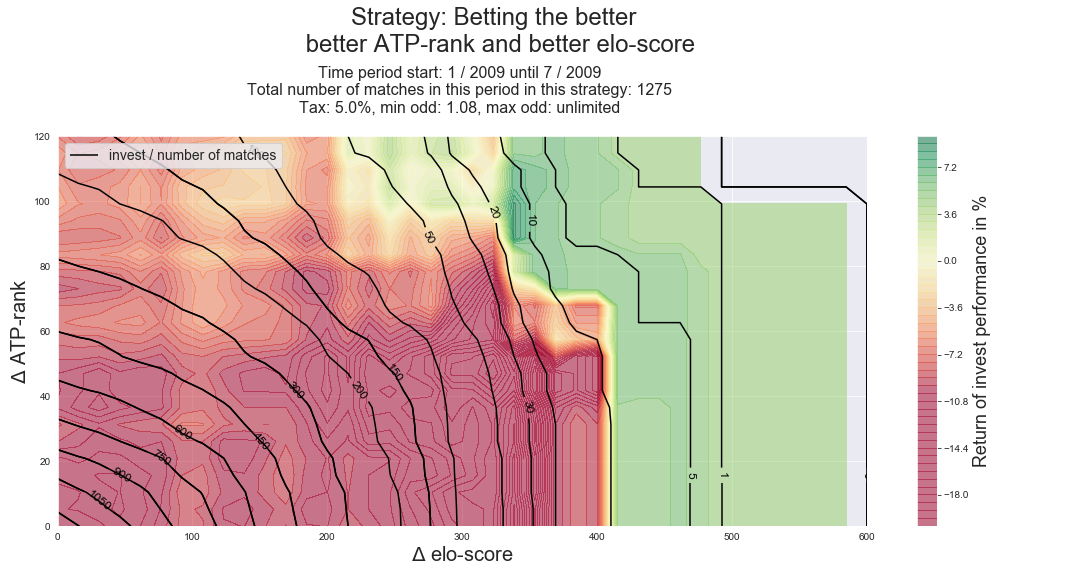 Strategy: Betting the better
better ATP-rank and better elo-score
Time period start: 1 / 2009 until 7 / 2009
Total number of matches in this period in this strategy: 1275
Tax: 5.0%, min odd: 1.08, max odd: unlimited
invest / number of matches
120
100
80
60
40
20
0
Δ ATP-rank
0 100 200 300 400 500 600
Δ elo-score
1050
900
750
600
450
300
200
150
50
30
20
10
5
1
7.2
3.6
0.0
−3.6
−7.2
−10.8
−14.4
−18.0
Return of invest performance in %